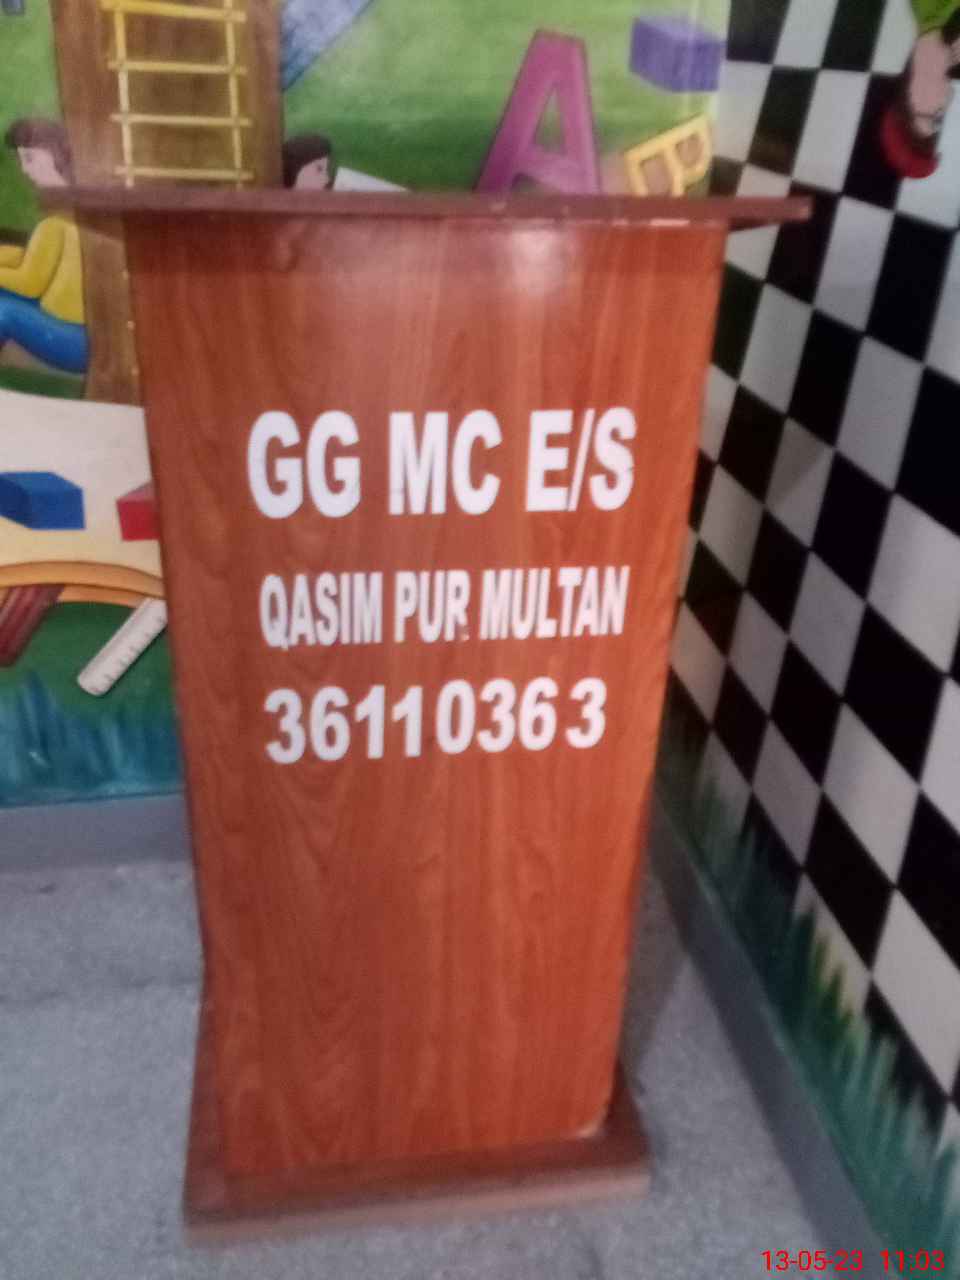 A
B
GG MC E/S
QASIM PUR MULTAN
36110363
13-05-23 11:03